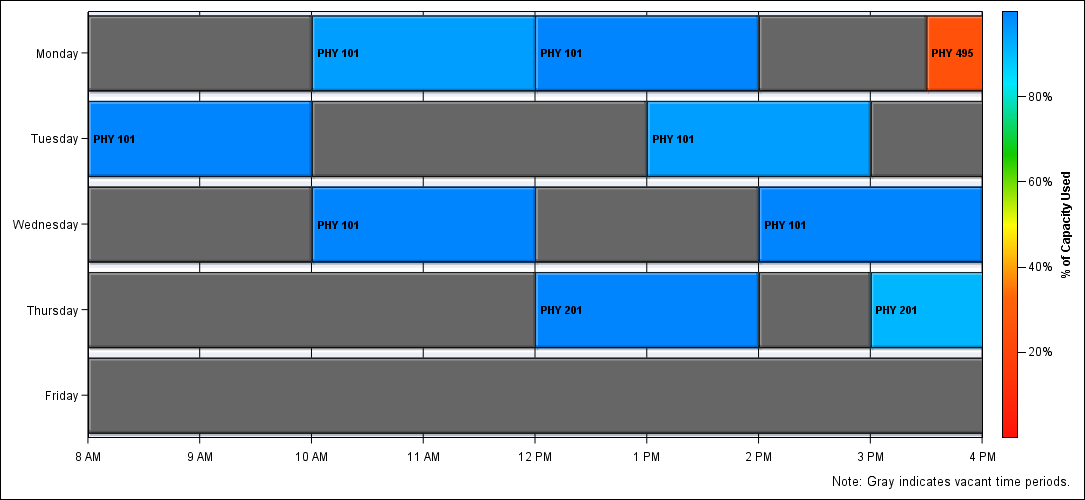 Monday
PHY 101
PHY 101
PHY 495
Tuesday
PHY 101
PHY 101
Wednesday
PHY 101
PHY 101
Thursday
PHY 201
PHY 201
Friday
8 AM
9 AM
10 AM
11 AM
12 PM
1 PM
2 PM
3 PM
4 PM
80%
60%
40%
20%
% of Capacity Used
Note: Gray indicates vacant time periods.